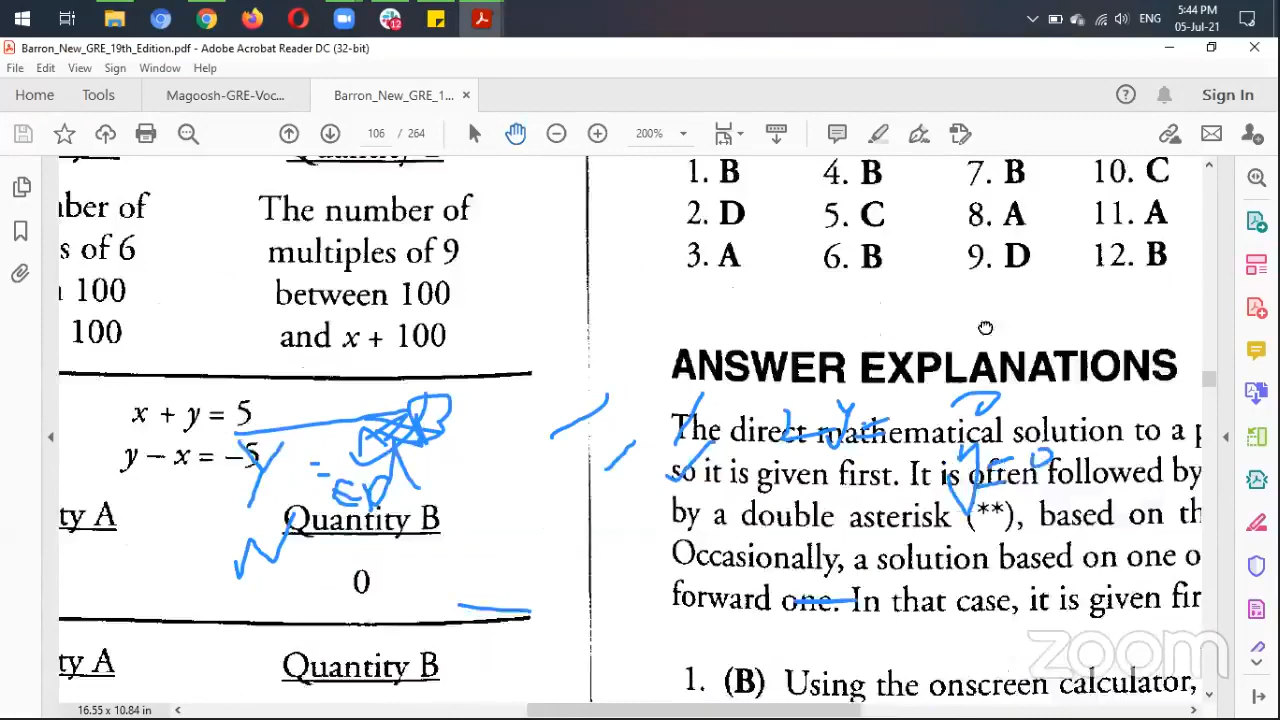 12
ENG
5:44 PM
05-Jul-21
Barron_New_GRE_19th_Edition.pdf - Adobe Acrobat Reader DC (32-bit)
File Edit View Sign Window Help
Home Tools Magoosh-GRE-Voc... Barron_New_GRE_1... × Sign In
106 / 264 200%
ber of
s of 6
100
100
The number of
multiples of 9
between 100
and x + 100
x + y = 5
y − x = −5
ty A Quantity B
0
ty A Quantity B
1. B 4. B 7. B 10. C
2. D 5. C 8. A 11. A
3. A 6. B 9. D 12. B
ANSWER EXPLANATIONS
The direct mathematical solution to a p
so it is given first. It is often followed by
by a double asterisk (**), based on th
Occasionally, a solution based on one o
forward one. In that case, it is given fir
1. (B) Using the onscreen calculator,
y = 0
zoom
16.55 x 10.84 in